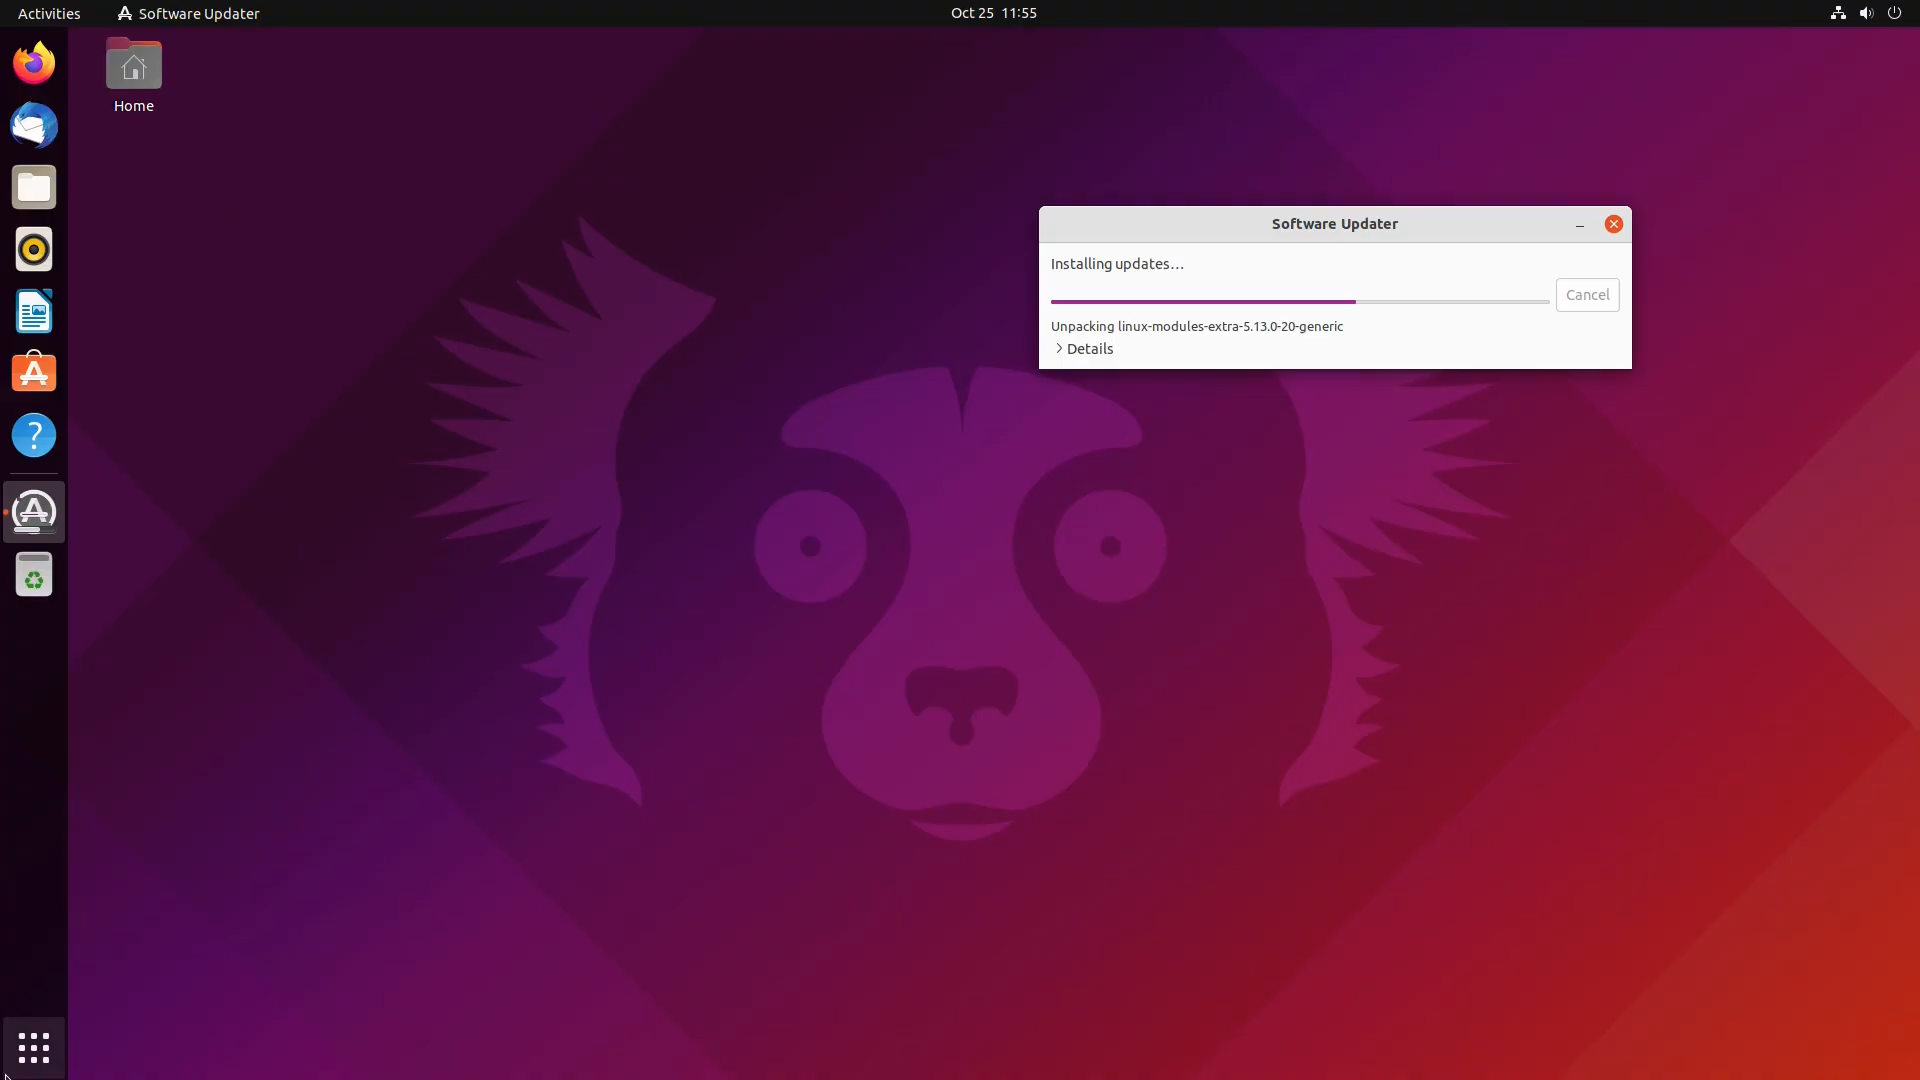 Activities
Software Updater
Oct 25 11:55
Home
Software Updater
Installing updates...
Cancel
Unpacking linux-modules-extra-5.13.0-20-generic
Details